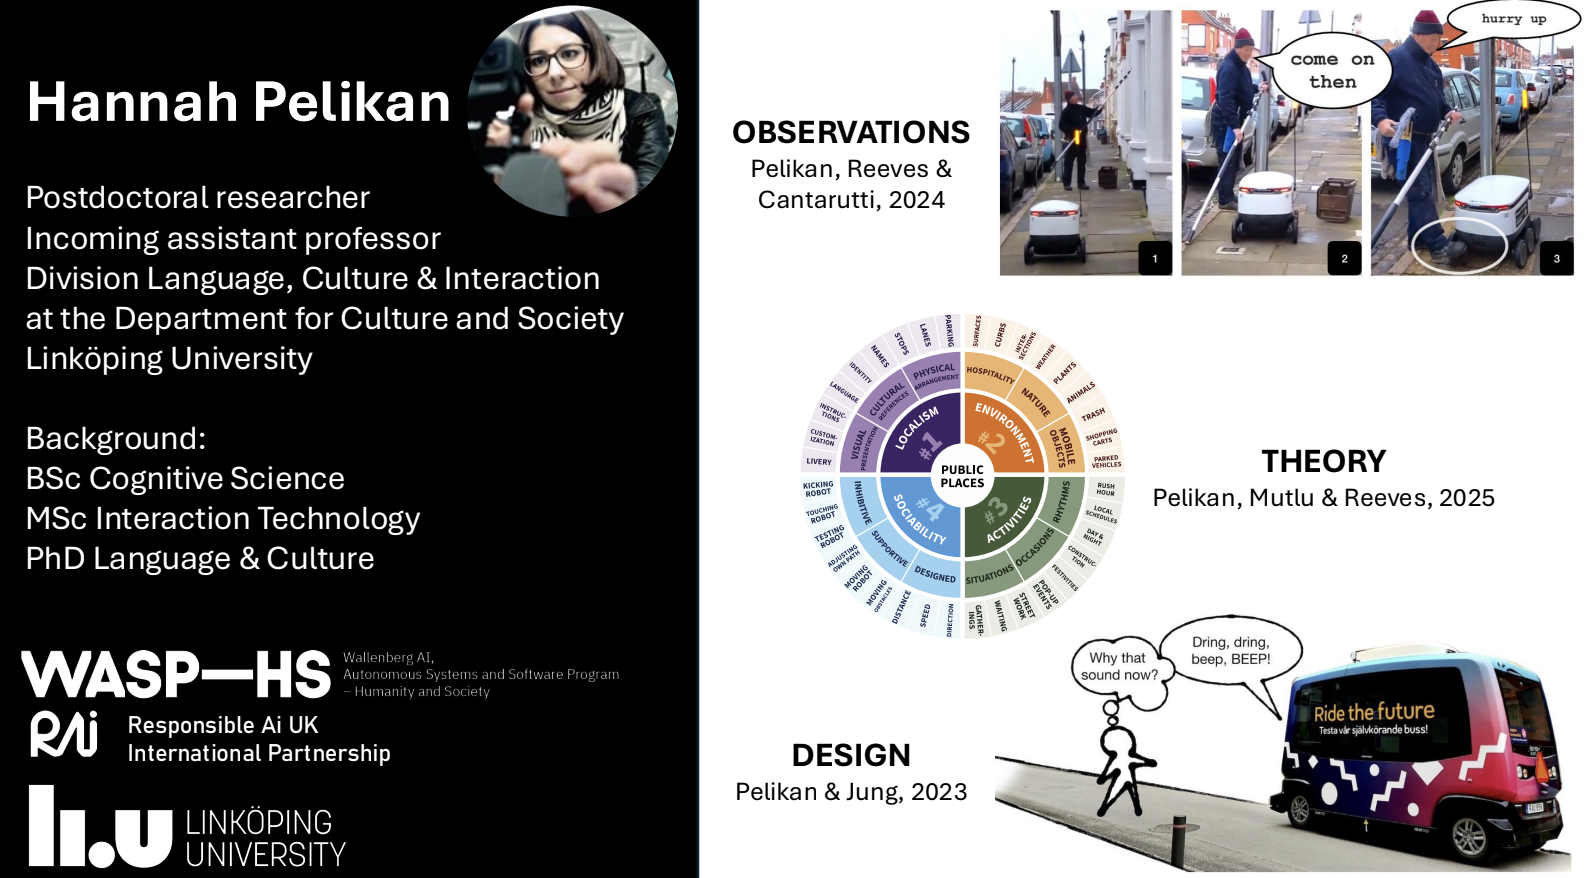 Hannah Pelikan
Postdoctoral researcher
Incoming assistant professor
Division Language, Culture & Interaction
at the Department for Culture and Society
Linköping University
Background:
BSc Cognitive Science
MSc Interaction Technology
PhD Language & Culture
WASP—HS
Wallenberg AI,
Autonomous Systems and Software Program
– Humanity and Society
RAi
Responsible Ai UK
International Partnership
li.u
LINKÖPING
UNIVERSITY
OBSERVATIONS
Pelikan, Reeves &
Cantarutti, 2024
1
come on
then
2
hurry up
3
PUBLIC
PLACES
LOCALISM
#1
PHYSICAL
ARRANGEMENT
PARKING
LANES
STOPS
CULTURAL
REFERENCES
NAMES
IDENTITY
LANGUAGE
VISUAL
PRESENTATION
INSTRUC-
TIONS
CUSTOM-
IZATION
LIVERY
ENVIRONMENT
#2
HOSPITALITY
SURFACES
CURBS
INTER-
SECTIONS
NATURE
WEATHER
PLANTS
ANIMALS
MOBILE
OBJECTS
TRASH
SHOPPING
CARTS
PARKED
VEHICLES
ACTIVITIES
#3
RHYTHMS
RUSH
HOUR
LOCAL
SCHEDULES
DAY &
NIGHT
OCCASIONS
CONSTRUC-
TION
FESTIVITIES
POP-UP
EVENTS
SITUATIONS
STREET
WORK
WAITING
GATHER-
INGS
SOCIABILITY
#4
INHIBITIVE
KICKING
ROBOT
TOUCHING
ROBOT
TESTING
ROBOT
SUPPORTIVE
ADJUSTING
OWN PATH
MOVING
ROBOT
MOVING
OBSTACLES
DESIGNED
DISTANCE
SPEED
DIRECTION
THEORY
Pelikan, Mutlu & Reeves, 2025
DESIGN
Pelikan & Jung, 2023
Why that
sound now?
Dring, dring,
beep, BEEP!
Ride the future
Testa vår självkörande buss!